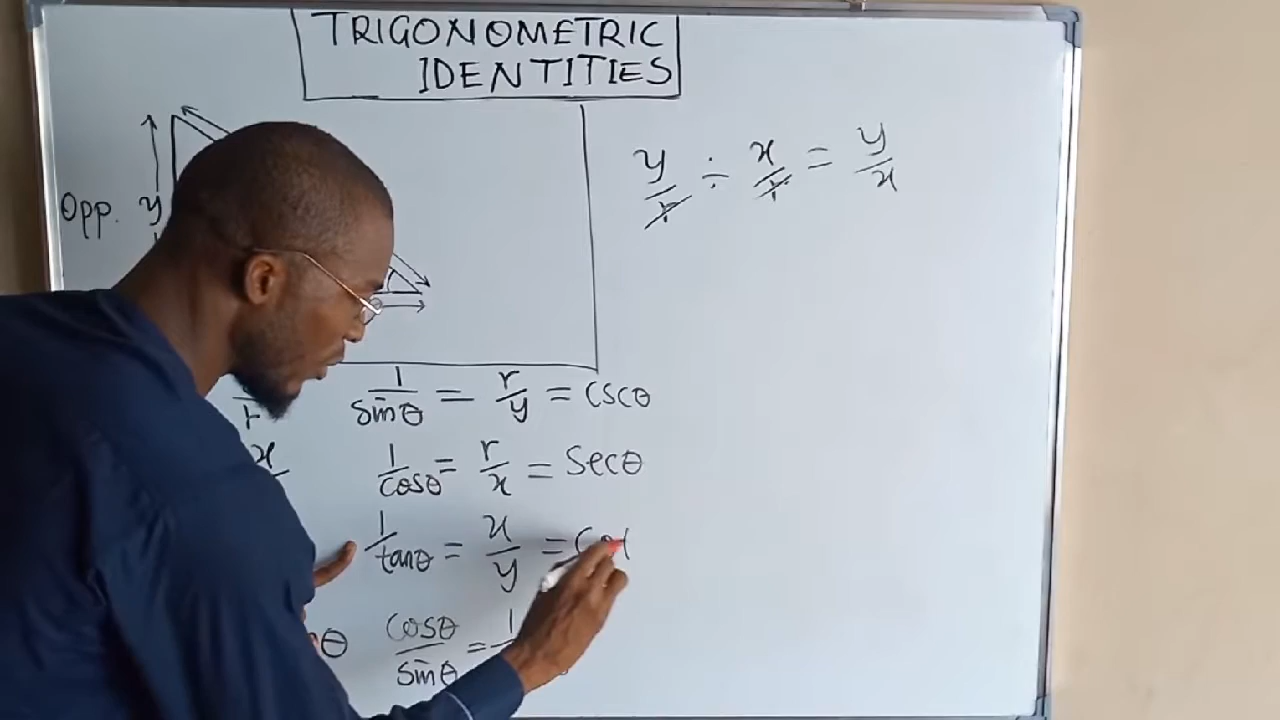 TRIGONOMETRIC
IDENTITIES
y/r ÷ x/r = y/x
Opp. y
1/sinθ = r/y = cscθ
x
1/cosθ = r/x = Secθ
1/tanθ = x/y = Cot
θ cosθ/sinθ = 1